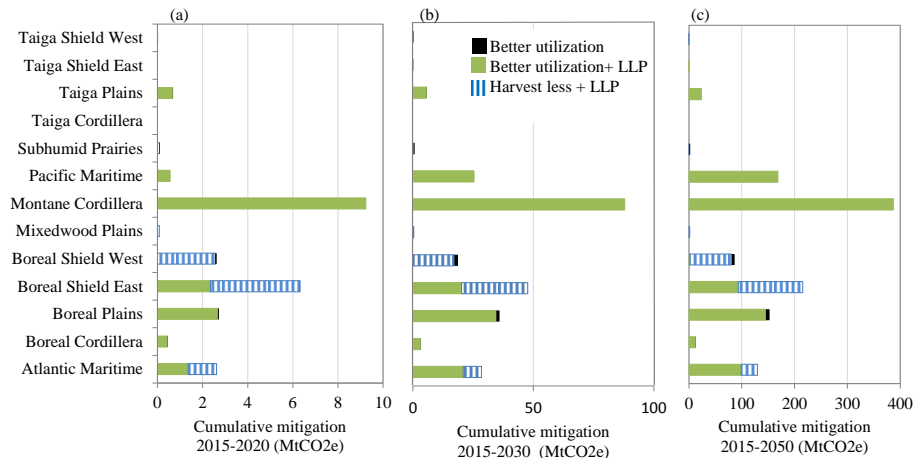 (a)
(b)
(c)
Taiga Shield West
Taiga Shield East
Taiga Plains
Taiga Cordillera
Subhumid Prairies
Pacific Maritime
Montane Cordillera
Mixedwood Plains
Boreal Shield West
Boreal Shield East
Boreal Plains
Boreal Cordillera
Atlantic Maritime
Better utilization
Better utilization+ LLP
Harvest less + LLP
0 2 4 6 8 10
0 50 100
0 100 200 300 400
Cumulative mitigation
2015-2020 (MtCO2e)
Cumulative mitigation
2015-2030 (MtCO2e)
Cumulative mitigation
2015-2050 (MtCO2e)